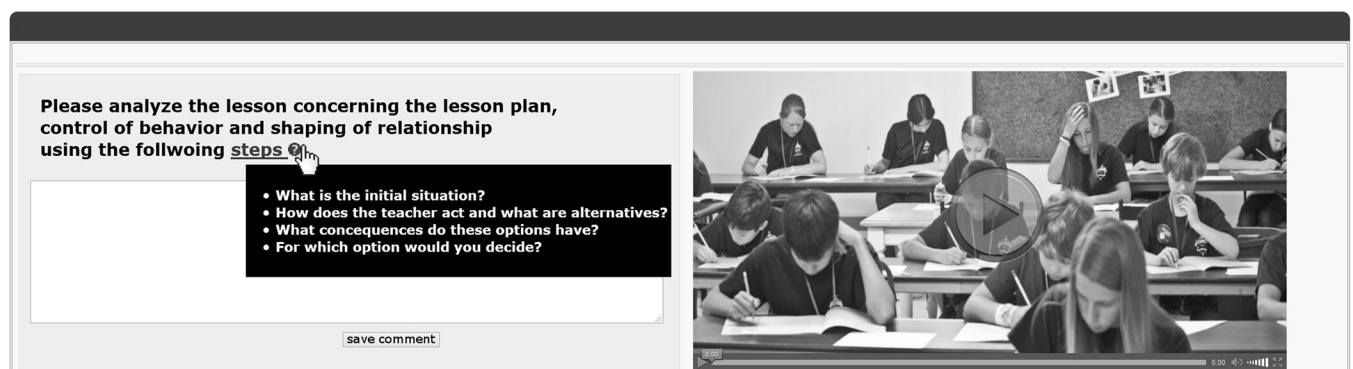 Please analyze the lesson concerning the lesson plan,
control of behavior and shaping of relationship
using the follwoing steps ?
• What is the initial situation?
• How does the teacher act and what are alternatives?
• What concequences do these options have?
• For which option would you decide?
save comment
0:00
0:00